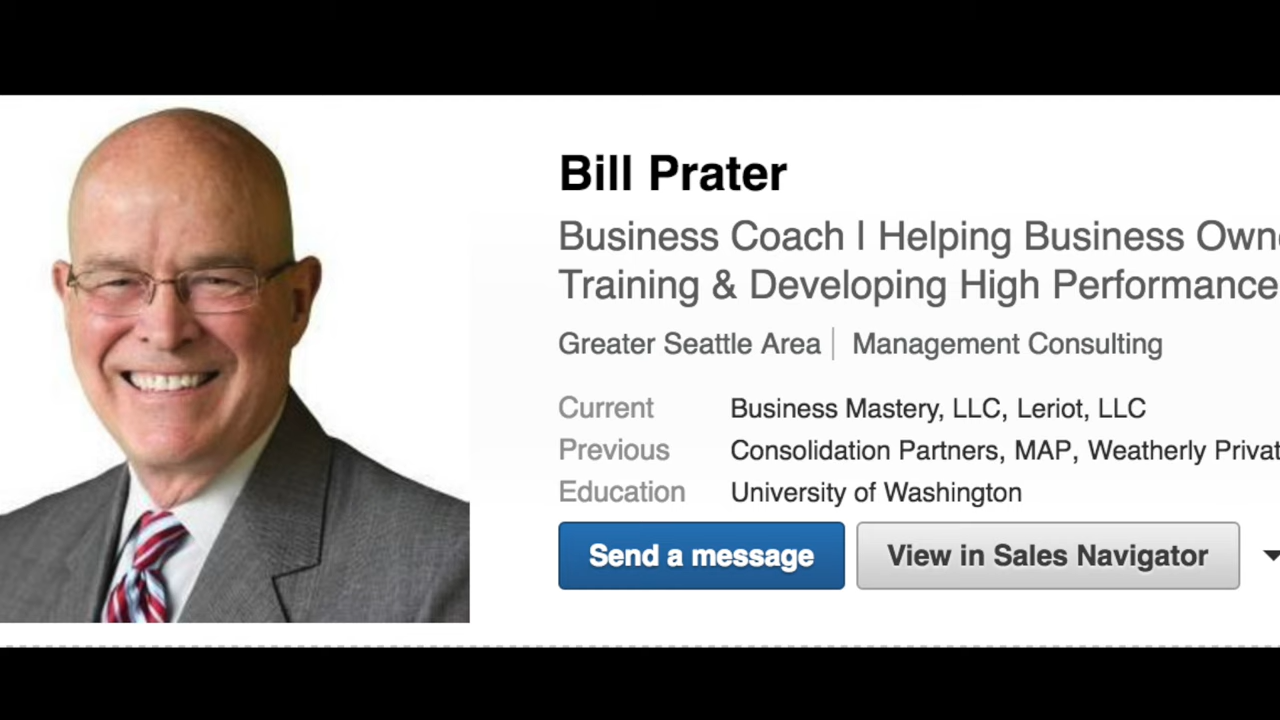 Bill Prater
Business Coach | Helping Business Own
Training & Developing High Performance
Greater Seattle Area | Management Consulting
Current Business Mastery, LLC, Leriot, LLC
Previous Consolidation Partners, MAP, Weatherly Privat
Education University of Washington
Send a message View in Sales Navigator